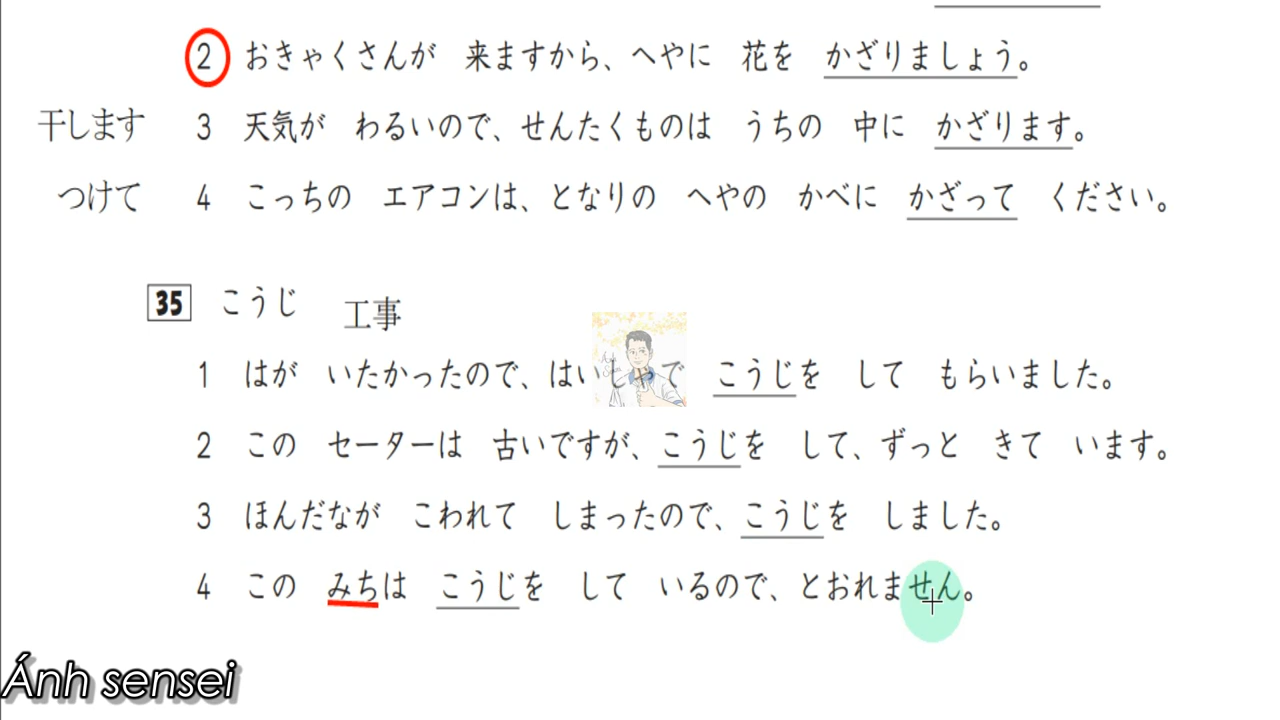 2 おきゃくさんが 来ますから、へやに 花を かざりましょう。
干します 3 天気が わるいので、せんたくものは うちの 中に かざります。
つけて 4 こっちの エアコンは、となりの へやの かべに かざって ください。
35 こうじ 工事
1 はが いたかったので、はいしゃで こうじを して もらいました。
2 この セーターは 古いですが、こうじを して、ずっと きて います。
3 ほんだなが こわれて しまったので、こうじを しました。
4 この みちは こうじを して いるので、とおれません。
Ánh sensei